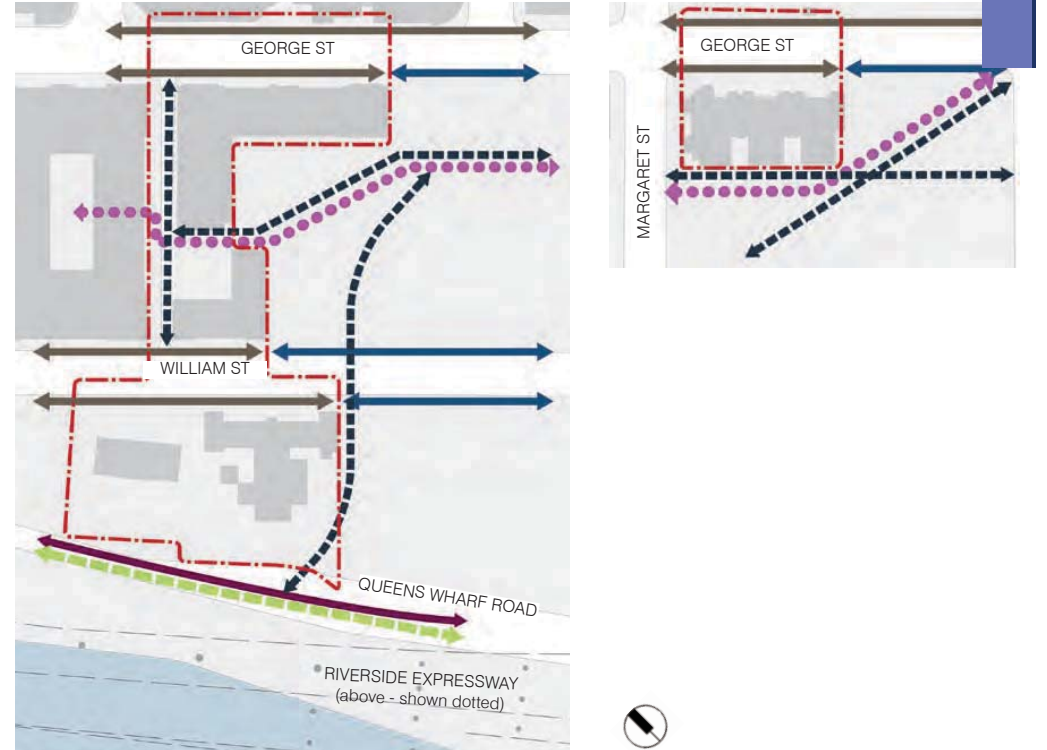 GEORGE ST
WILLIAM ST
QUEENS WHARF ROAD
RIVERSIDE EXPRESSWAY
(above - shown dotted)
GEORGE ST
MARGARET ST